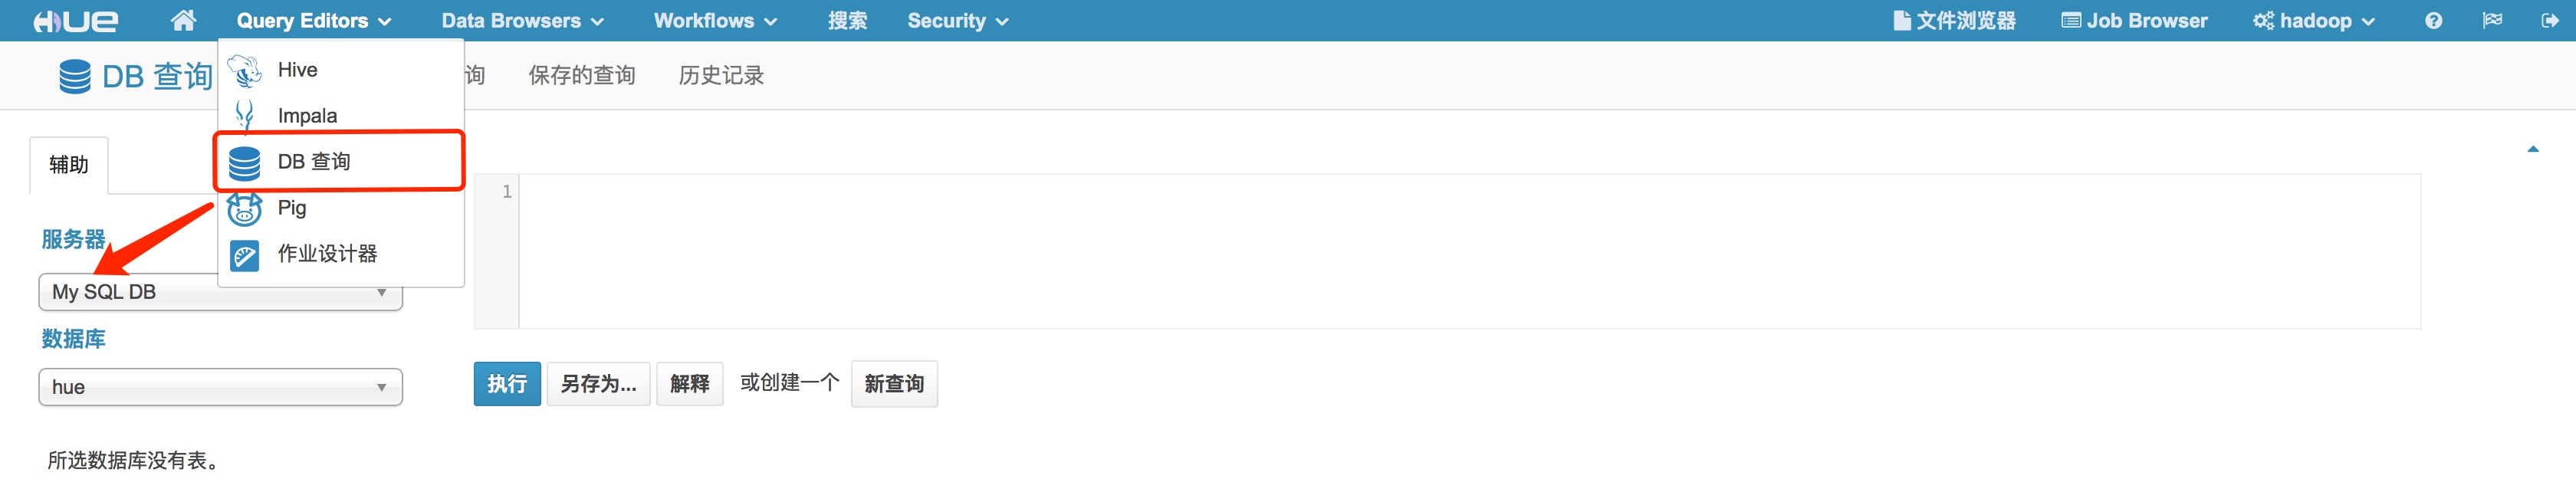 HUE Query Editors Data Browsers Workflows 搜索 Security 文件浏览器 Job Browser hadoop
DB 查询 询 保存的查询 历史记录
Hive
Impala
DB 查询
Pig
作业设计器
辅助
服务器
My SQL DB
数据库
hue
所选数据库没有表。
1
执行 另存为... 解释 或创建一个 新查询